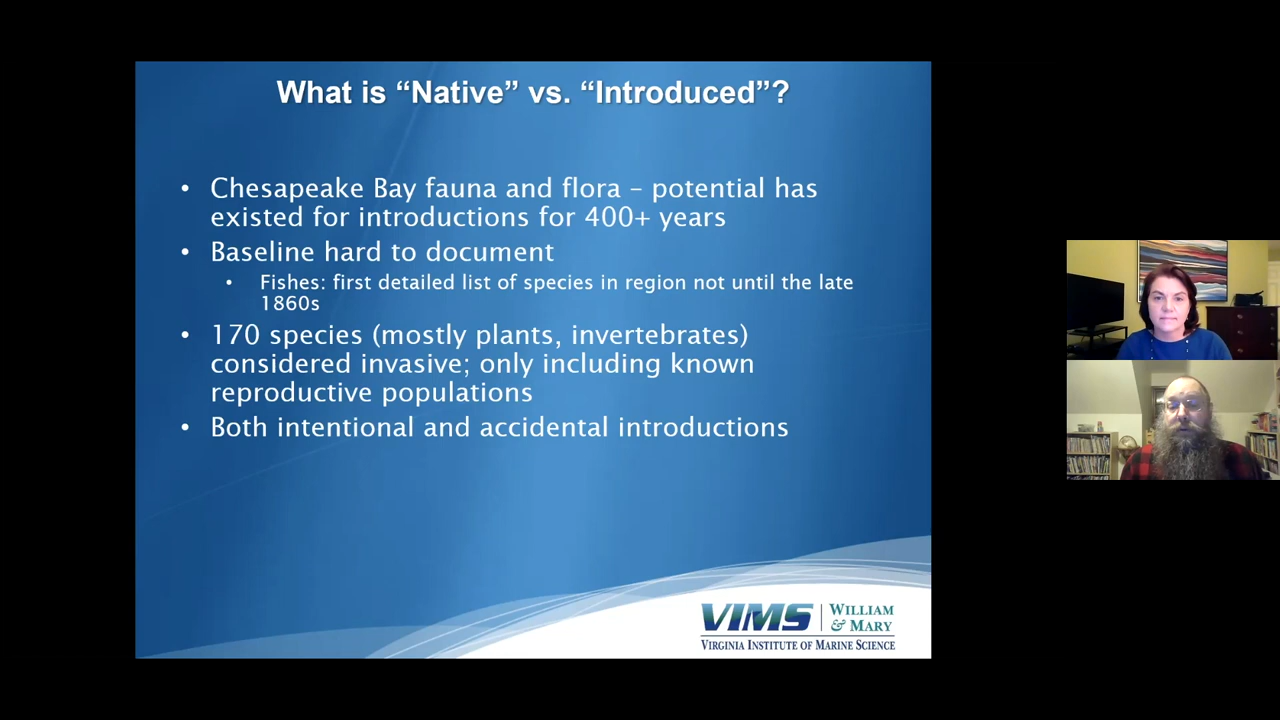 What is “Native” vs. “Introduced”?
• Chesapeake Bay fauna and flora – potential has
existed for introductions for 400+ years
• Baseline hard to document
• Fishes: first detailed list of species in region not until the late
1860s
• 170 species (mostly plants, invertebrates)
considered invasive; only including known
reproductive populations
• Both intentional and accidental introductions
VIMS
WILLIAM
& MARY
VIRGINIA INSTITUTE OF MARINE SCIENCE